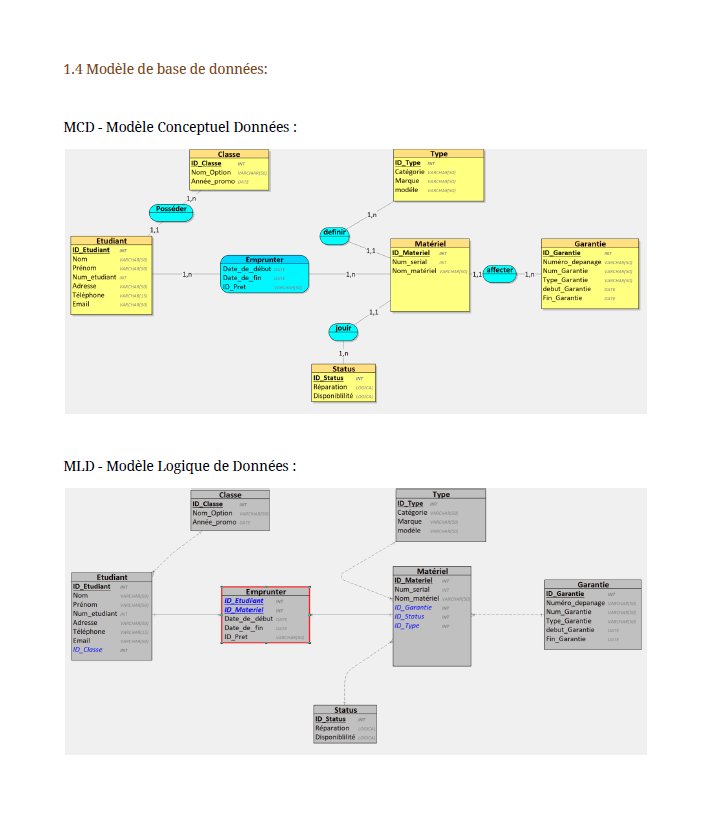 1.4 Modèle de base de données:
MCD - Modèle Conceptuel Données :
Classe
ID_Classe INT
Nom_Option VARCHAR(50)
Année_promo DATE
Type
ID_Type INT
Catégorie VARCHAR(50)
Marque VARCHAR(50)
modèle VARCHAR(50)
1,n
Posséder
1,1
1,n
definir
1,1
Etudiant
ID_Etudiant INT
Nom VARCHAR(50)
Prénom VARCHAR(50)
Num_etudiant INT
Adresse VARCHAR(50)
Téléphone VARCHAR(15)
Email VARCHAR(50)
1,n
Emprunter
Date_de_début DATE
Date_de_fin DATE
ID_Pret VARCHAR(50)
1,n
Matériel
ID_Materiel INT
Num_serial INT
Nom_matériel VARCHAR(50)
1,1
affecter
1,n
Garantie
ID_Garantie INT
Numéro_depanage VARCHAR(50)
Num_Garantie VARCHAR(50)
Type_Garantie VARCHAR(50)
debut_Garantie DATE
Fin_Garantie DATE
1,1
jouir
1,n
Status
ID_Status INT
Réparation LOGICAL
Disponiblilité LOGICAL
MLD - Modèle Logique de Données :
Classe
ID_Classe INT
Nom_Option VARCHAR(50)
Année_promo DATE
Type
ID_Type INT
Catégorie VARCHAR(50)
Marque VARCHAR(50)
modèle VARCHAR(50)
Etudiant
ID_Etudiant INT
Nom VARCHAR(50)
Prénom VARCHAR(50)
Num_etudiant INT
Adresse VARCHAR(50)
Téléphone VARCHAR(15)
Email VARCHAR(50)
ID_Classe INT
Emprunter
ID_Etudiant INT
ID_Materiel INT
Date_de_début DATE
Date_de_fin DATE
ID_Pret VARCHAR(50)
Matériel
ID_Materiel INT
Num_serial INT
Nom_matériel VARCHAR(50)
ID_Garantie INT
ID_Status INT
ID_Type INT
Garantie
ID_Garantie INT
Numéro_depanage VARCHAR(50)
Num_Garantie VARCHAR(50)
Type_Garantie VARCHAR(50)
debut_Garantie DATE
Fin_Garantie DATE
Status
ID_Status INT
Réparation LOGICAL
Disponiblilité LOGICAL